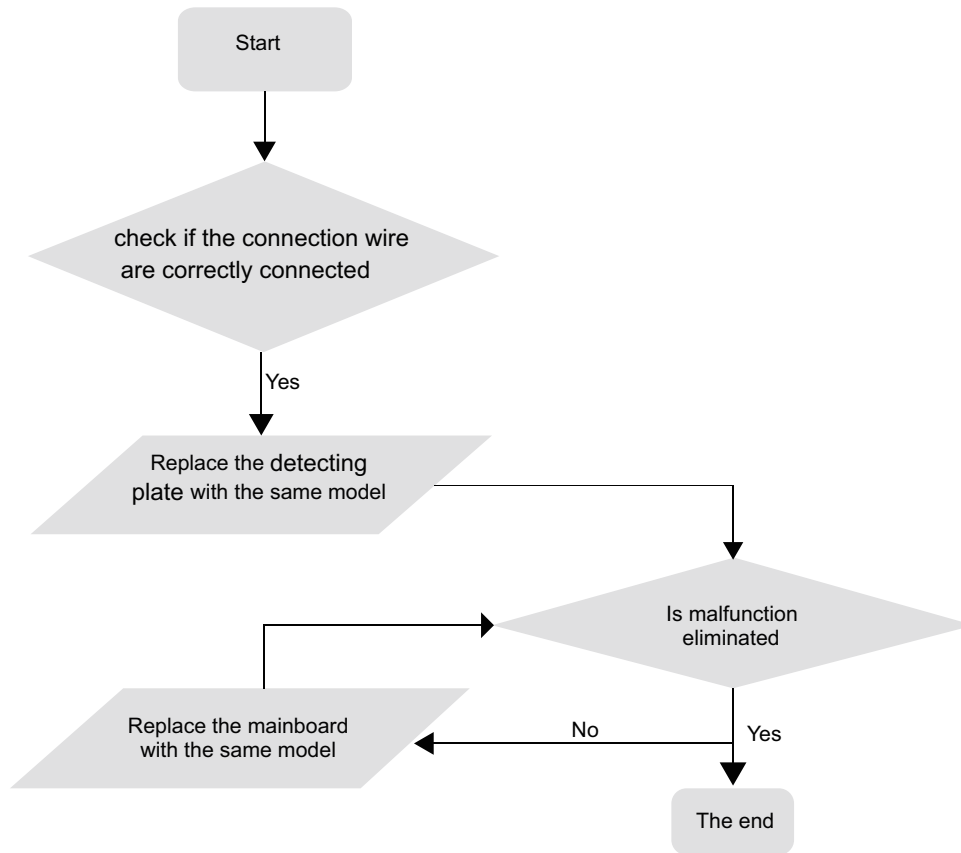 Start
check if the connection wire
are correctly connected
Yes
Replace the detecting
plate with the same model
Is malfunction
eliminated
Replace the mainboard
with the same model
No
Yes
The end